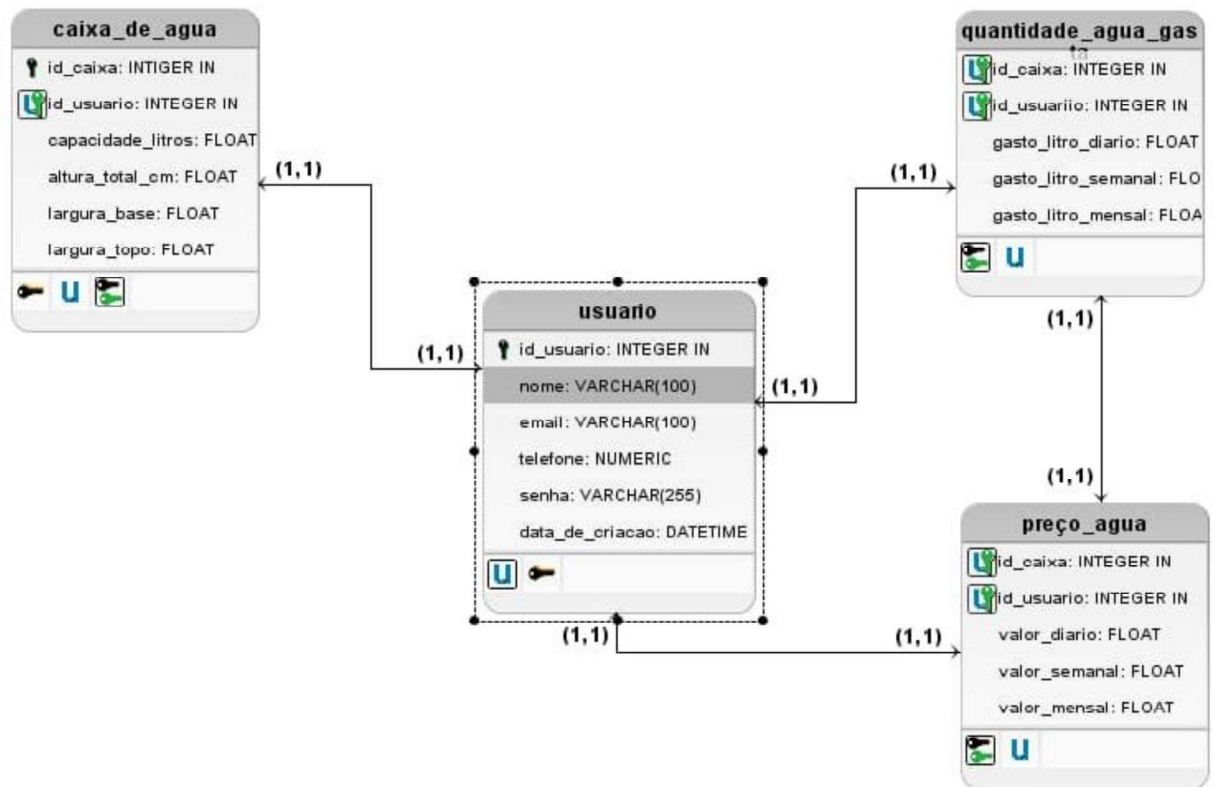 caixa_de_agua
id_caixa: INTIGER IN
id_usuario: INTEGER IN
capacidade_litros: FLOAT
altura_total_cm: FLOAT
largura_base: FLOAT
largura_topo: FLOAT
U
(1,1)
(1,1)
usuario
id_usuario: INTEGER IN
nome: VARCHAR(100)
email: VARCHAR(100)
telefone: NUMERIC
senha: VARCHAR(255)
data_de_criacao: DATETIME
U
(1,1)
(1,1)
quantidade_agua_gas
ta
id_caixa: INTEGER IN
id_usuariio: INTEGER IN
gasto_litro_diario: FLOAT
gasto_litro_semanal: FLO
gasto_litro_mensal: FLOA
U
(1,1)
(1,1)
preço_agua
id_caixa: INTEGER IN
id_usuario: INTEGER IN
valor_diario: FLOAT
valor_semanal: FLOAT
valor_mensal: FLOAT
U
(1,1)
(1,1)